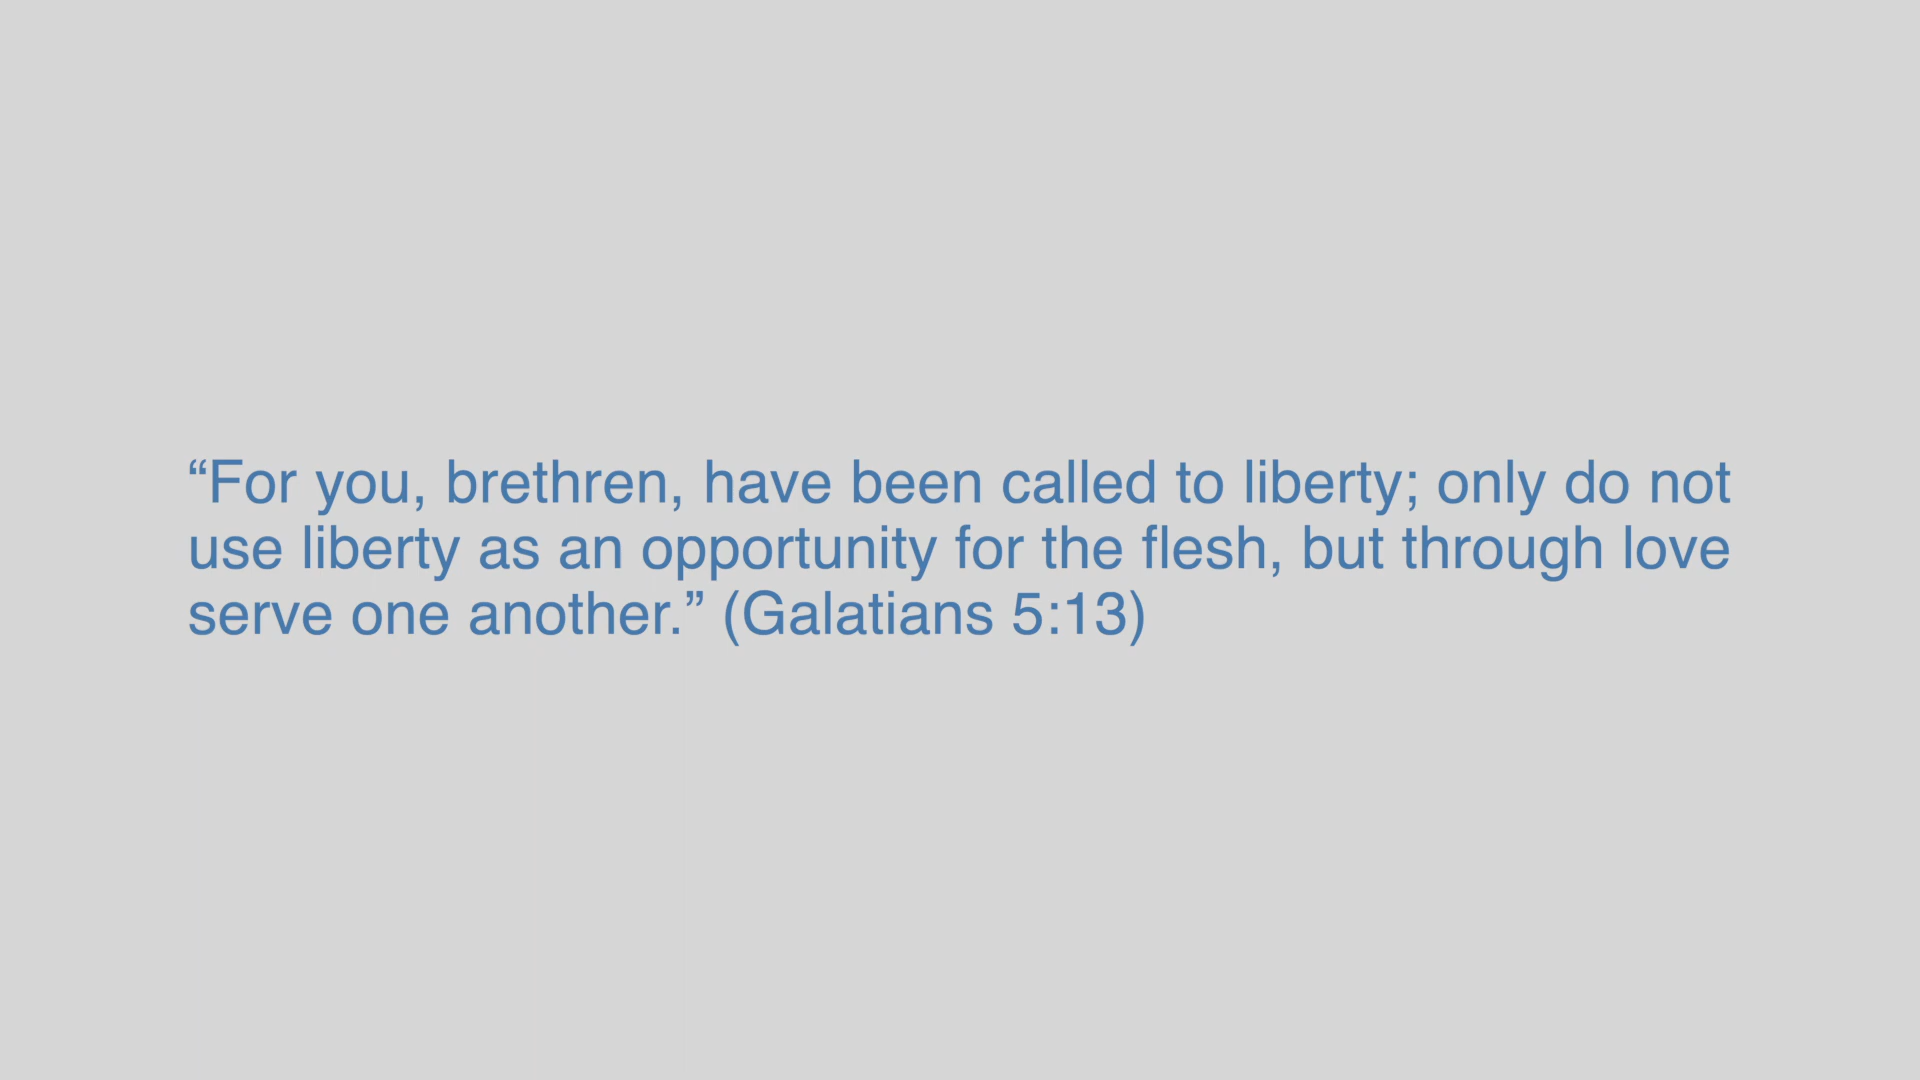 “For you, brethren, have been called to liberty; only do not
use liberty as an opportunity for the flesh, but through love
serve one another.” (Galatians 5:13)